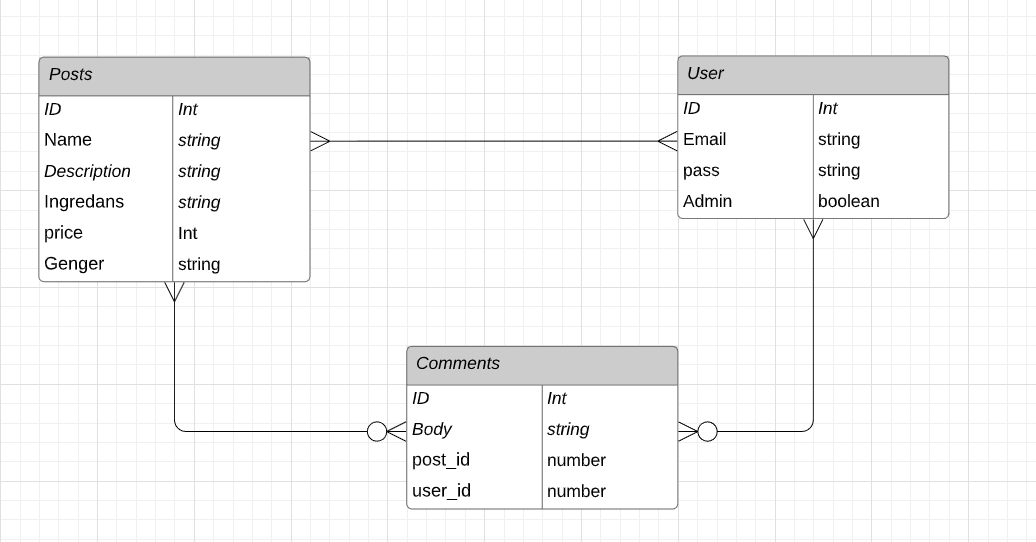 Posts
ID Int
Name string
Description string
Ingredans string
price Int
Genger string
User
ID Int
Email string
pass string
Admin boolean
Comments
ID Int
Body string
post_id number
user_id number